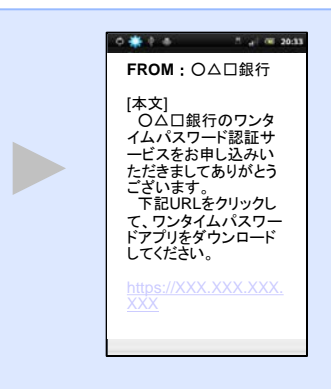 20:33
FROM：〇△□銀行
[本文]
　〇△□銀行のワンタ
イムパスワード認証サ
ービスをお申し込みい
ただきましてありがとう
ございます。
　下記URLをクリックし
て、ワンタイムパスワー
ドアプリをダウンロード
してください。
https://XXX.XXX.XXX.
XXX